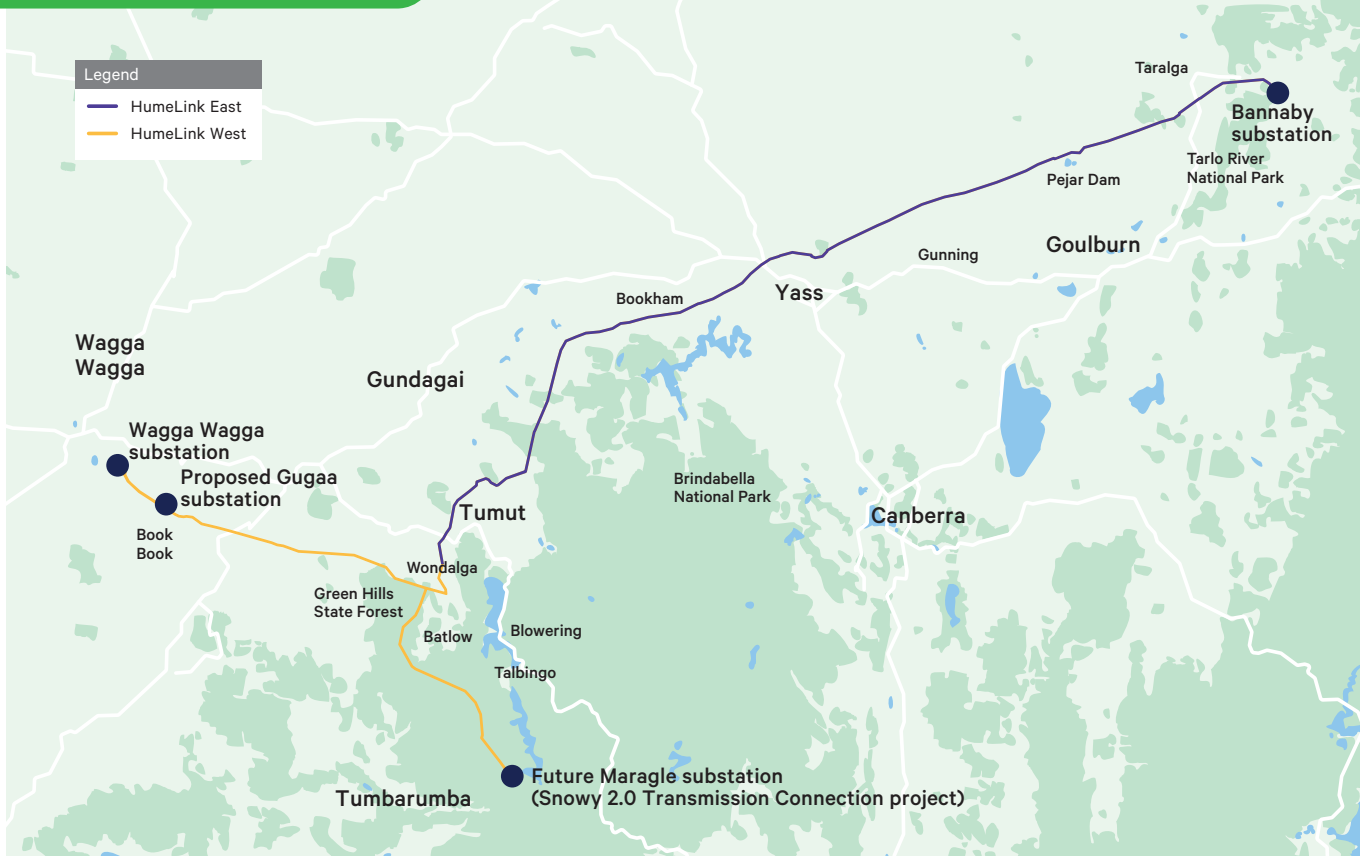 Legend
HumeLink East
HumeLink West
Taralga
Bannaby
substation
Tarlo River
National Park
Pejar Dam
Goulburn
Gunning
Yass
Bookham
Wagga
Wagga
Gundagai
Wagga Wagga
substation
Proposed Gugaa
substation
Brindabella
National Park
Tumut
Canberra
Book
Book
Wondalga
Green Hills
State Forest
Batlow
Blowering
Talbingo
Future Maragle substation
(Snowy 2.0 Transmission Connection project)
Tumbarumba